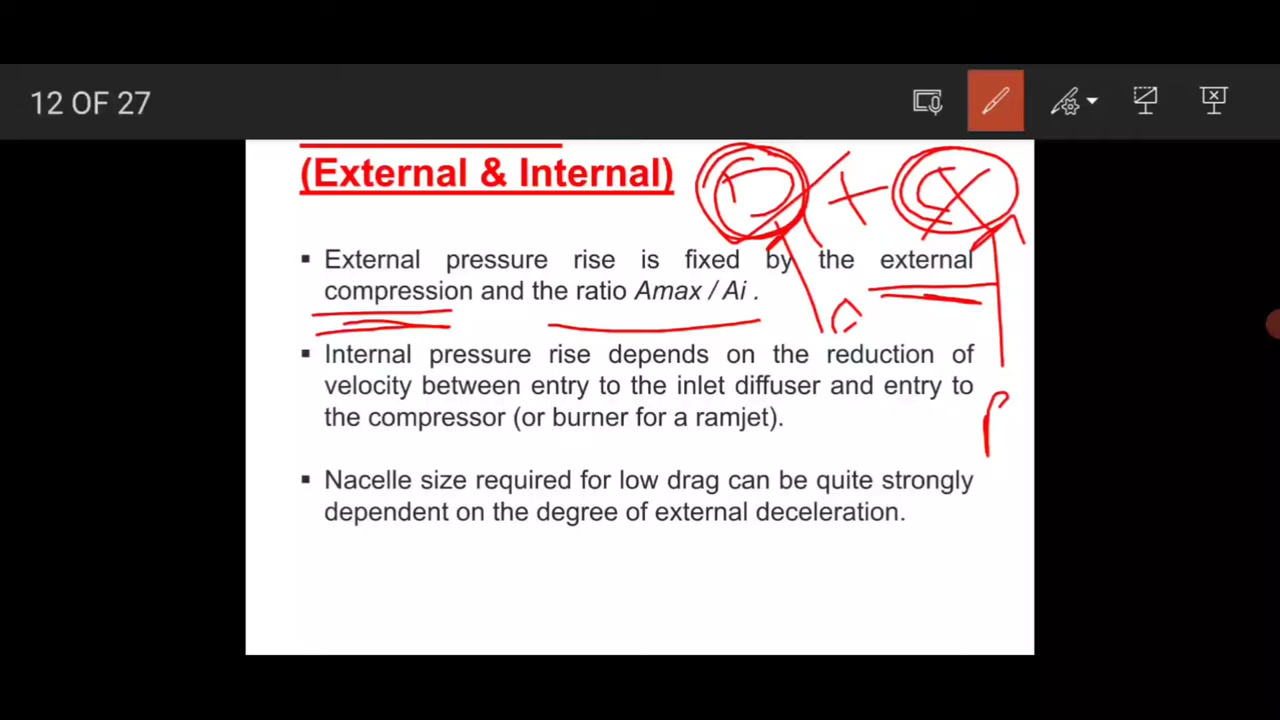 12 OF 27
(External & Internal)
▪ External pressure rise is fixed by the external
compression and the ratio Amax / Ai .
▪ Internal pressure rise depends on the reduction of
velocity between entry to the inlet diffuser and entry to
the compressor (or burner for a ramjet).
▪ Nacelle size required for low drag can be quite strongly
dependent on the degree of external deceleration.